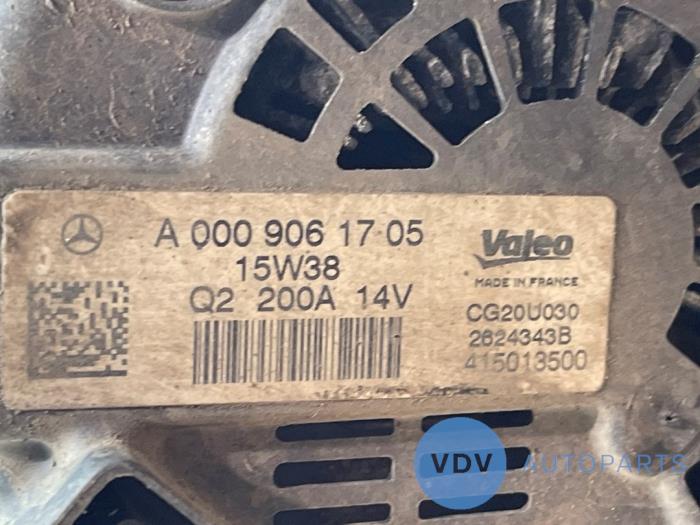 A 000 906 17 05
15W38
Q2 200A 14V
Valeo
MADE IN FRANCE
CG20U030
2624343B
415013500
VDV AUTOPARTS